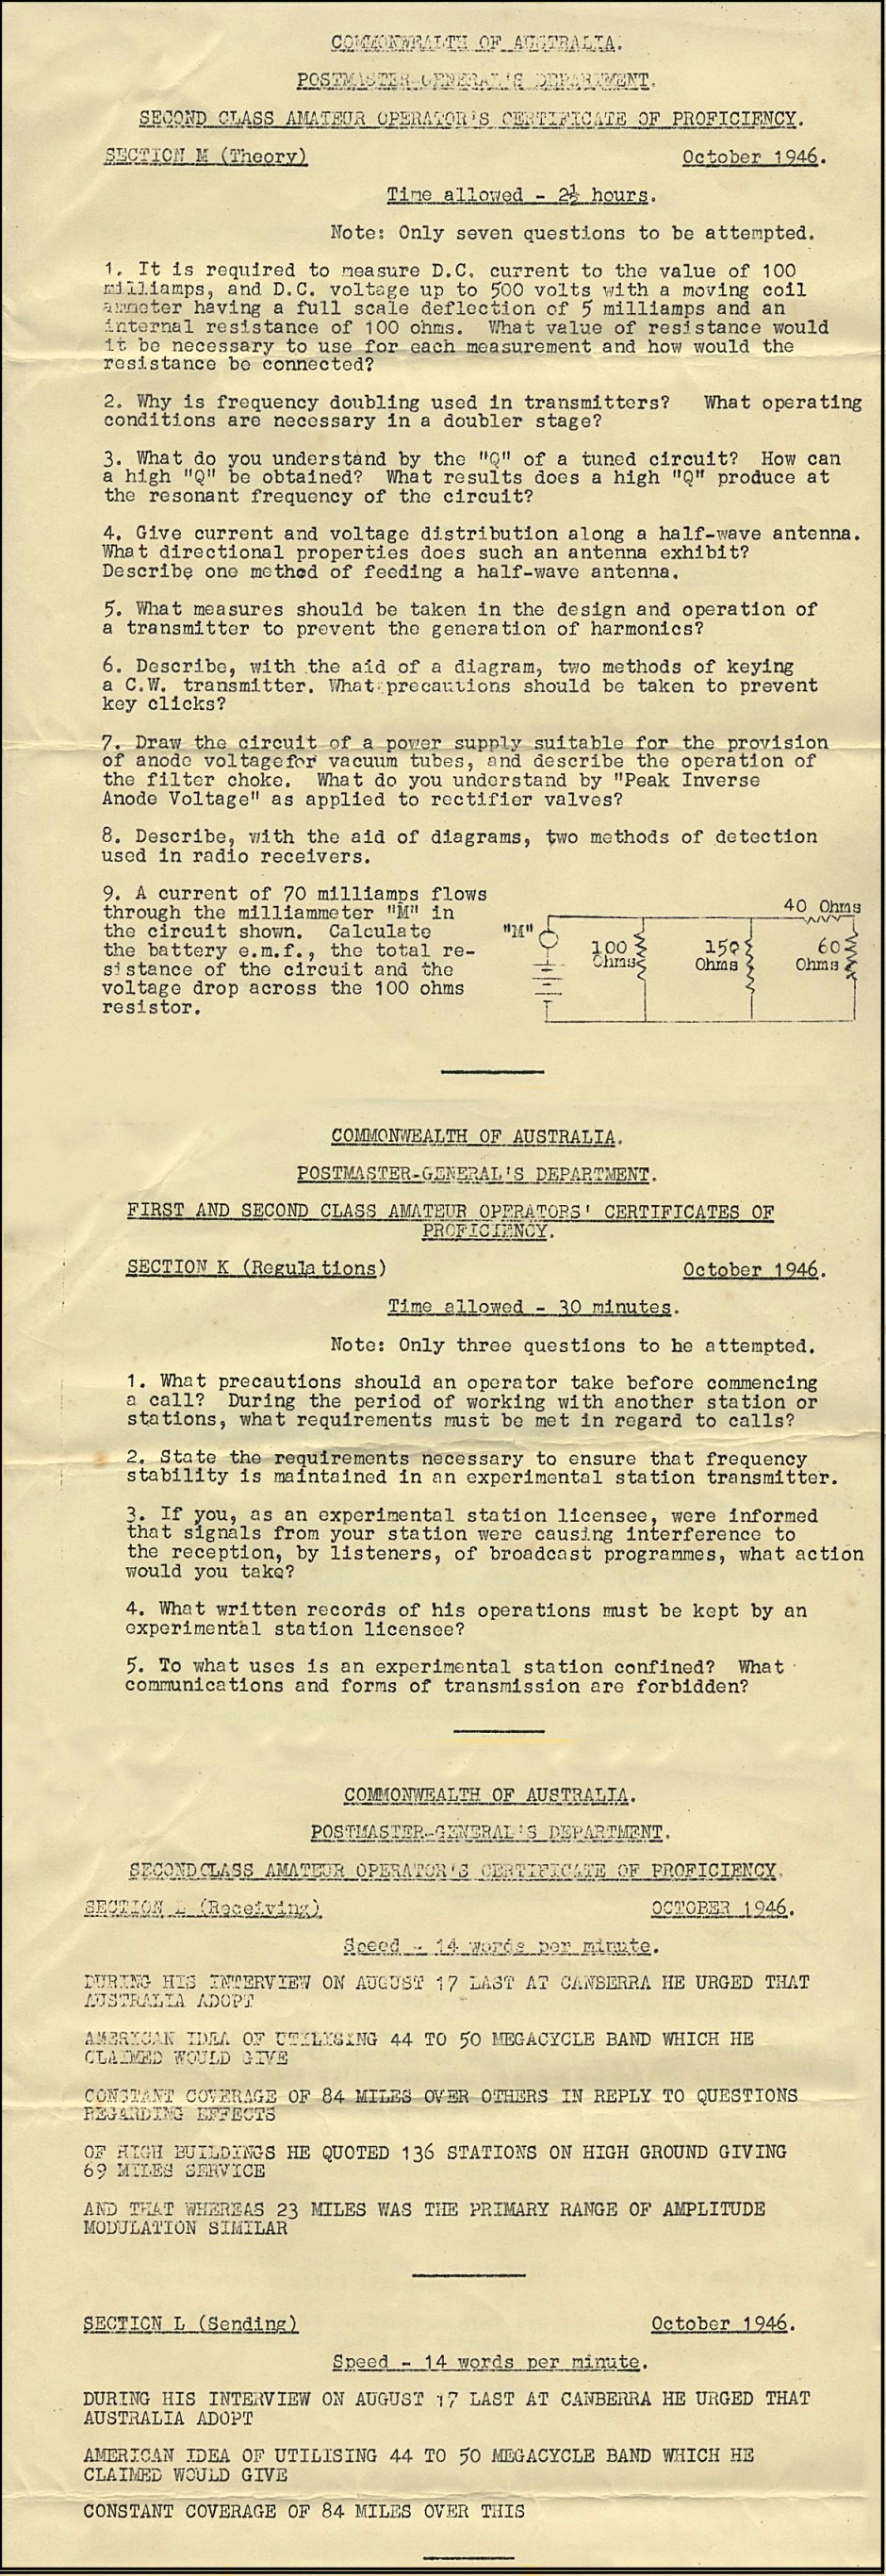 COMMONWEALTH OF AUSTRALIA.
POSTMASTER-GENERAL'S DEPARTMENT.
SECOND CLASS AMATEUR OPERATOR'S CERTIFICATE OF PROFICIENCY.
SECTION M (Theory) October 1946.
Time allowed - 2½ hours.
Note: Only seven questions to be attempted.
1. It is required to measure D.C. current to the value of 100
milliamps, and D.C. voltage up to 500 volts with a moving coil
ammeter having a full scale deflection of 5 milliamps and an
internal resistance of 100 ohms. What value of resistance would
it be necessary to use for each measurement and how would the
resistance be connected?
2. Why is frequency doubling used in transmitters? What operating
conditions are necessary in a doubler stage?
3. What do you understand by the "Q" of a tuned circuit? How can
a high "Q" be obtained? What results does a high "Q" produce at
the resonant frequency of the circuit?
4. Give current and voltage distribution along a half-wave antenna.
What directional properties does such an antenna exhibit?
Describe one method of feeding a half-wave antenna.
5. What measures should be taken in the design and operation of
a transmitter to prevent the generation of harmonics?
6. Describe, with the aid of a diagram, two methods of keying
a C.W. transmitter. What precautions should be taken to prevent
key clicks?
7. Draw the circuit of a power supply suitable for the provision
of anode voltagefor vacuum tubes, and describe the operation of
the filter choke. What do you understand by "Peak Inverse
Anode Voltage" as applied to rectifier valves?
8. Describe, with the aid of diagrams, two methods of detection
used in radio receivers.
9. A current of 70 milliamps flows
through the milliammeter "M" in
the circuit shown. Calculate
the battery e.m.f., the total re-
sistance of the circuit and the
voltage drop across the 100 ohms
resistor.
40 Ohms
"M"
100 Ohms
150 Ohms
60 Ohms
COMMONWEALTH OF AUSTRALIA.
POSTMASTER-GENERAL'S DEPARTMENT.
FIRST AND SECOND CLASS AMATEUR OPERATORS' CERTIFICATES OF
PROFICIENCY.
SECTION K (Regulations) October 1946.
Time allowed - 30 minutes.
Note: Only three questions to be attempted.
1. What precautions should an operator take before commencing
a call? During the period of working with another station or
stations, what requirements must be met in regard to calls?
2. State the requirements necessary to ensure that frequency
stability is maintained in an experimental station transmitter.
3. If you, as an experimental station licensee, were informed
that signals from your station were causing interference to
the reception, by listeners, of broadcast programmes, what action
would you take?
4. What written records of his operations must be kept by an
experimental station licensee?
5. To what uses is an experimental station confined? What
communications and forms of transmission are forbidden?
COMMONWEALTH OF AUSTRALIA.
POSTMASTER-GENERAL'S DEPARTMENT.
SECONDCLASS AMATEUR OPERATOR'S CERTIFICATE OF PROFICIENCY.
SECTION L (Receiving) OCTOBER 1946.
Speed - 14 words per minute.
DURING HIS INTERVIEW ON AUGUST 17 LAST AT CANBERRA HE URGED THAT
AUSTRALIA ADOPT
AMERICAN IDEA OF UTILISING 44 TO 50 MEGACYCLE BAND WHICH HE
CLAIMED WOULD GIVE
CONSTANT COVERAGE OF 84 MILES OVER OTHERS IN REPLY TO QUESTIONS
REGARDING EFFECTS
OF HIGH BUILDINGS HE QUOTED 136 STATIONS ON HIGH GROUND GIVING
69 MILES SERVICE
AND THAT WHEREAS 23 MILES WAS THE PRIMARY RANGE OF AMPLITUDE
MODULATION SIMILAR
SECTION L (Sending) October 1946.
Speed - 14 words per minute.
DURING HIS INTERVIEW ON AUGUST 17 LAST AT CANBERRA HE URGED THAT
AUSTRALIA ADOPT
AMERICAN IDEA OF UTILISING 44 TO 50 MEGACYCLE BAND WHICH HE
CLAIMED WOULD GIVE
CONSTANT COVERAGE OF 84 MILES OVER THIS